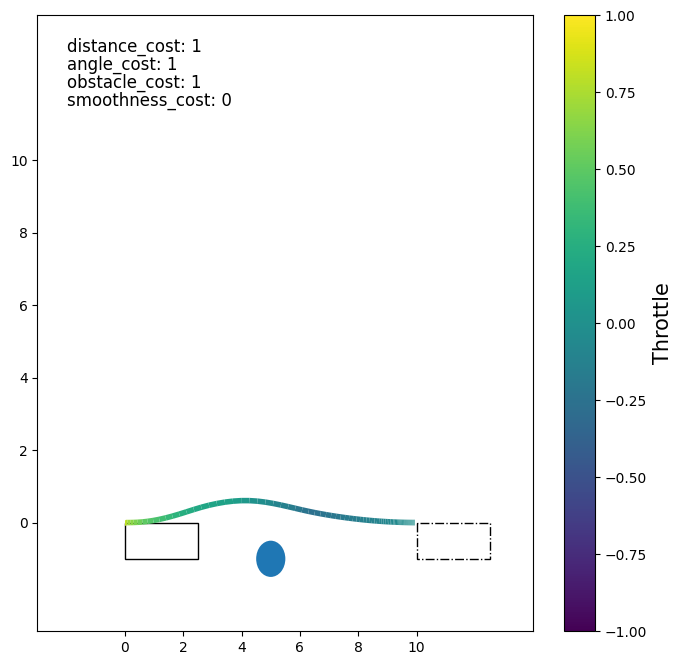 distance_cost: 1
angle_cost: 1
obstacle_cost: 1
smoothness_cost: 0
10
8
6
4
2
0
0 2 4 6 8 10
1.00
0.75
0.50
0.25
0.00
−0.25
−0.50
−0.75
−1.00
Throttle